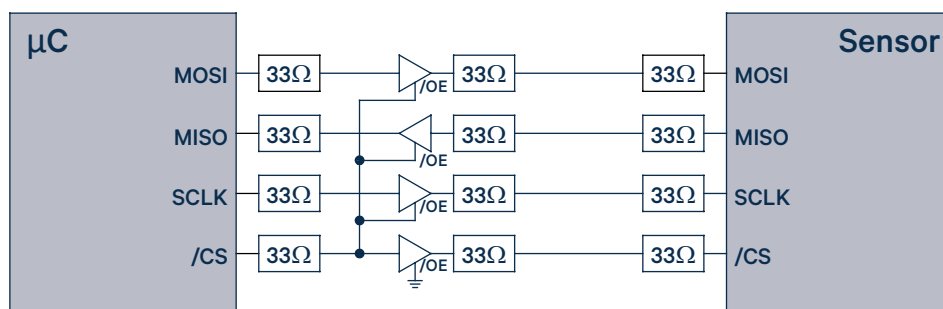 μC
Sensor
MOSI 33Ω /OE 33Ω 33Ω MOSI
MISO 33Ω /OE 33Ω 33Ω MISO
SCLK 33Ω /OE 33Ω 33Ω SCLK
/CS 33Ω /OE 33Ω 33Ω /CS